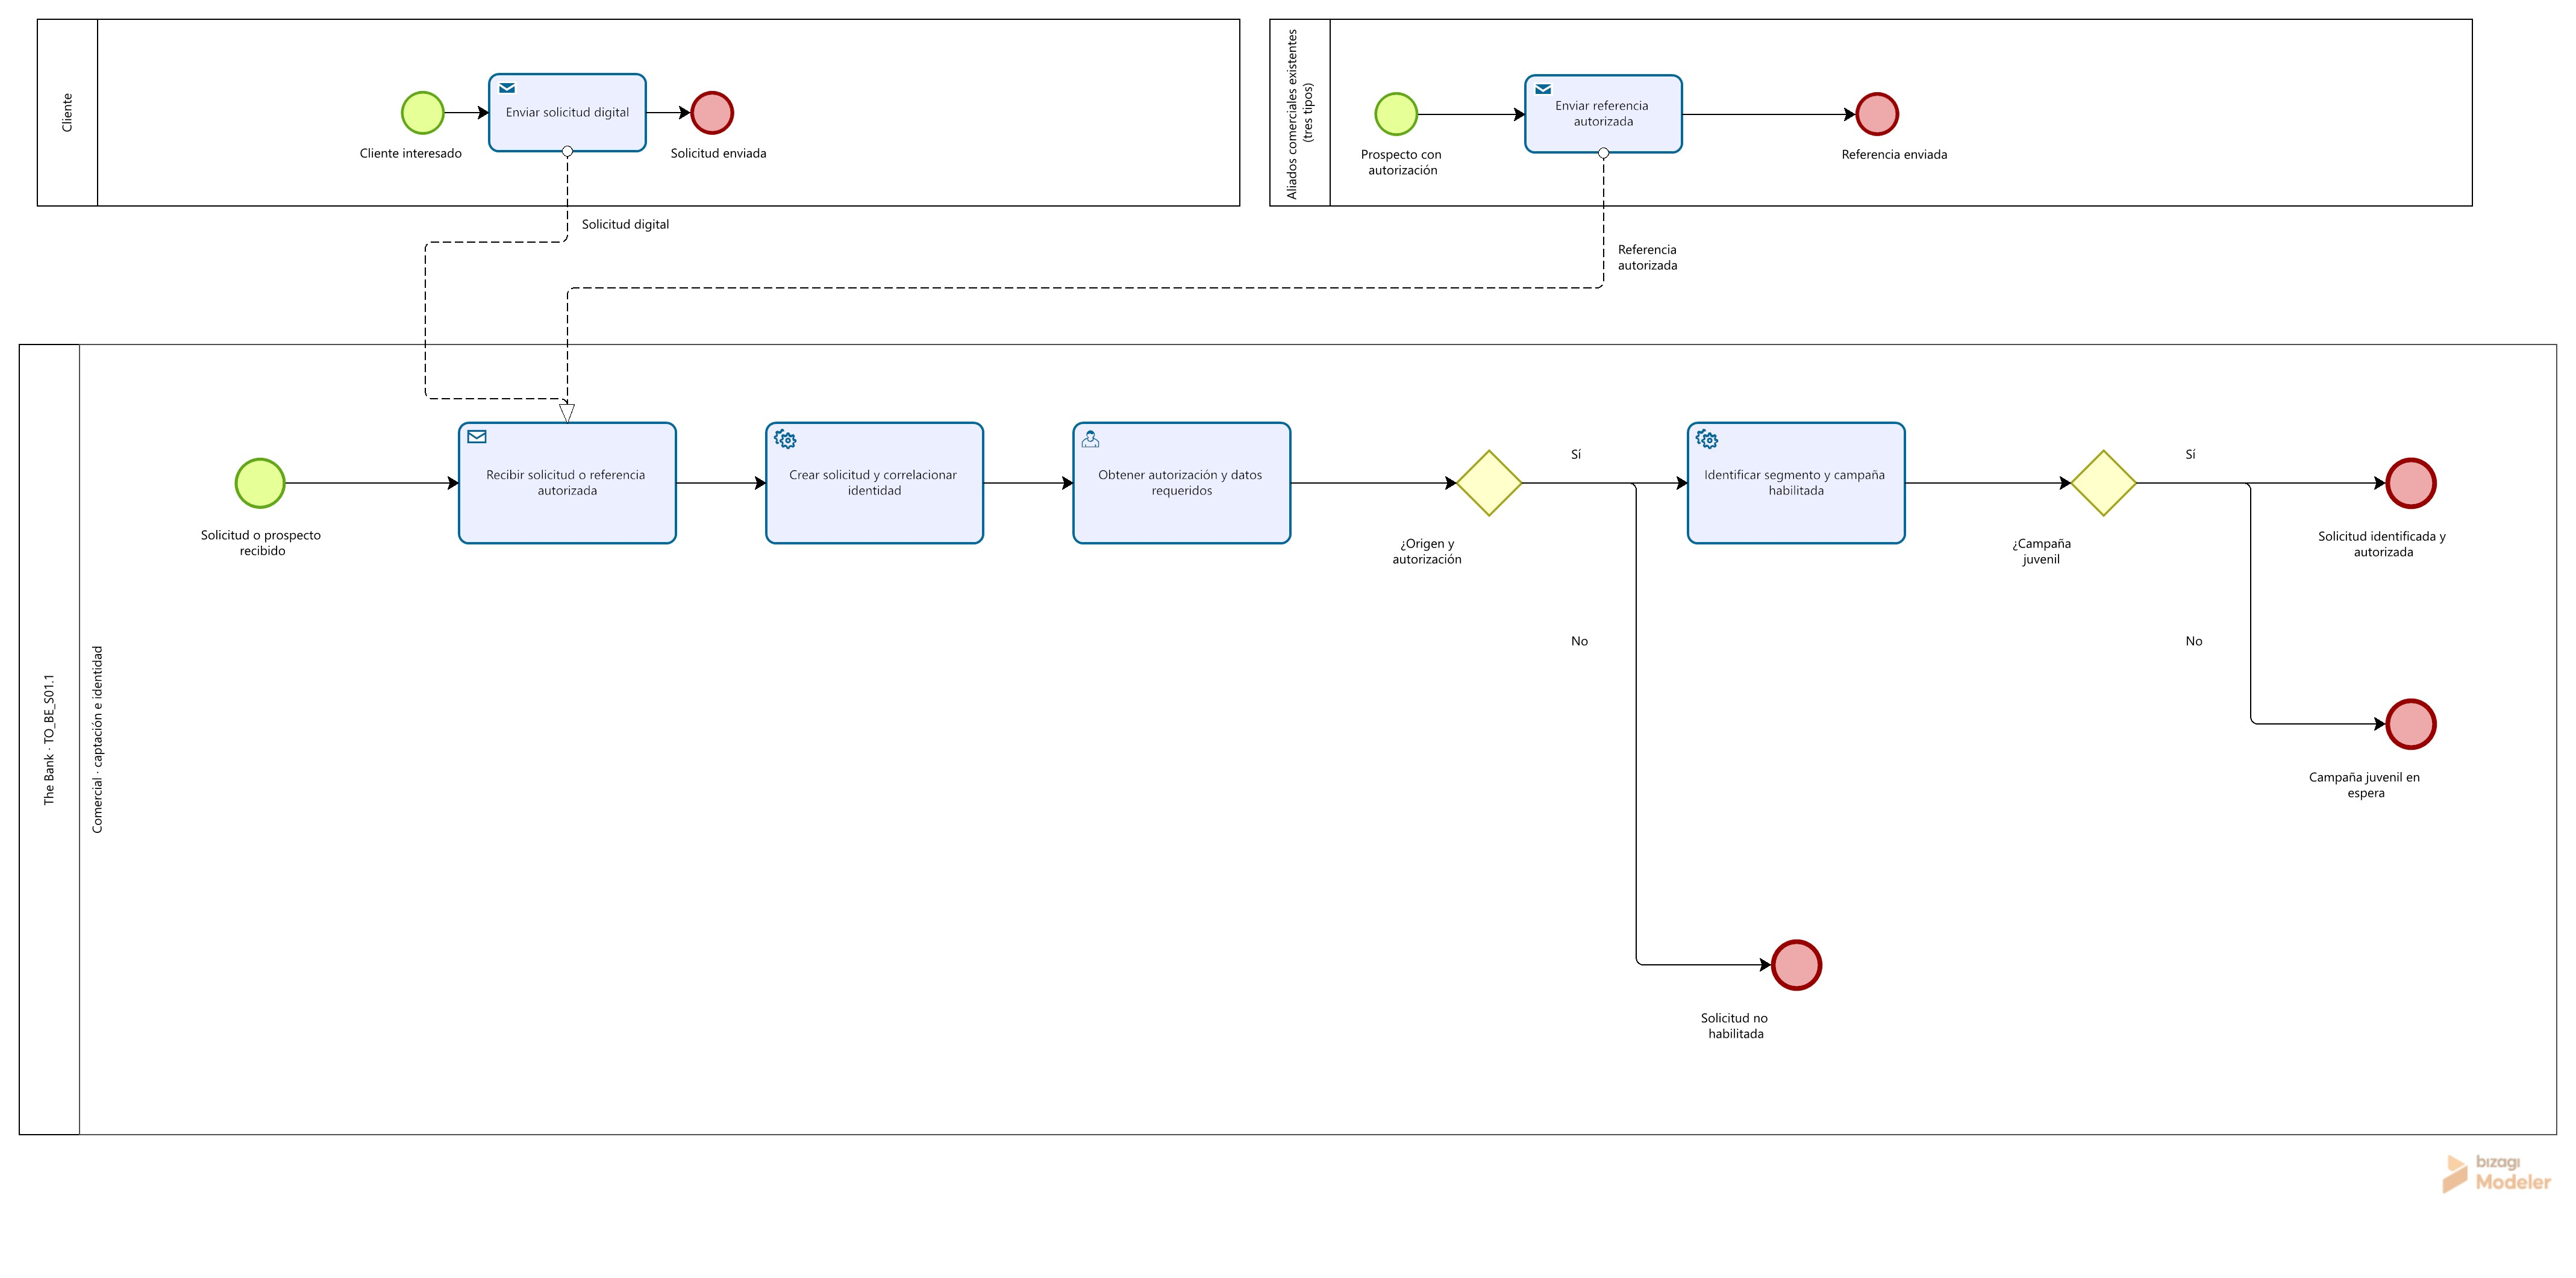 Cliente
Cliente interesado
Enviar solicitud digital
Solicitud enviada
Solicitud digital
Aliados comerciales existentes
(tres tipos)
Prospecto con
autorización
Enviar referencia
autorizada
Referencia enviada
Referencia
autorizada
The Bank · TO_BE_S01.1
Comercial · captación e identidad
Solicitud o prospecto
recibido
Recibir solicitud o referencia
autorizada
Crear solicitud y correlacionar
identidad
Obtener autorización y datos
requeridos
¿Origen y
autorización
Sí
No
Identificar segmento y campaña
habilitada
¿Campaña
juvenil
Sí
No
Solicitud identificada y
autorizada
Campaña juvenil en
espera
Solicitud no
habilitada
bizagi
Modeler